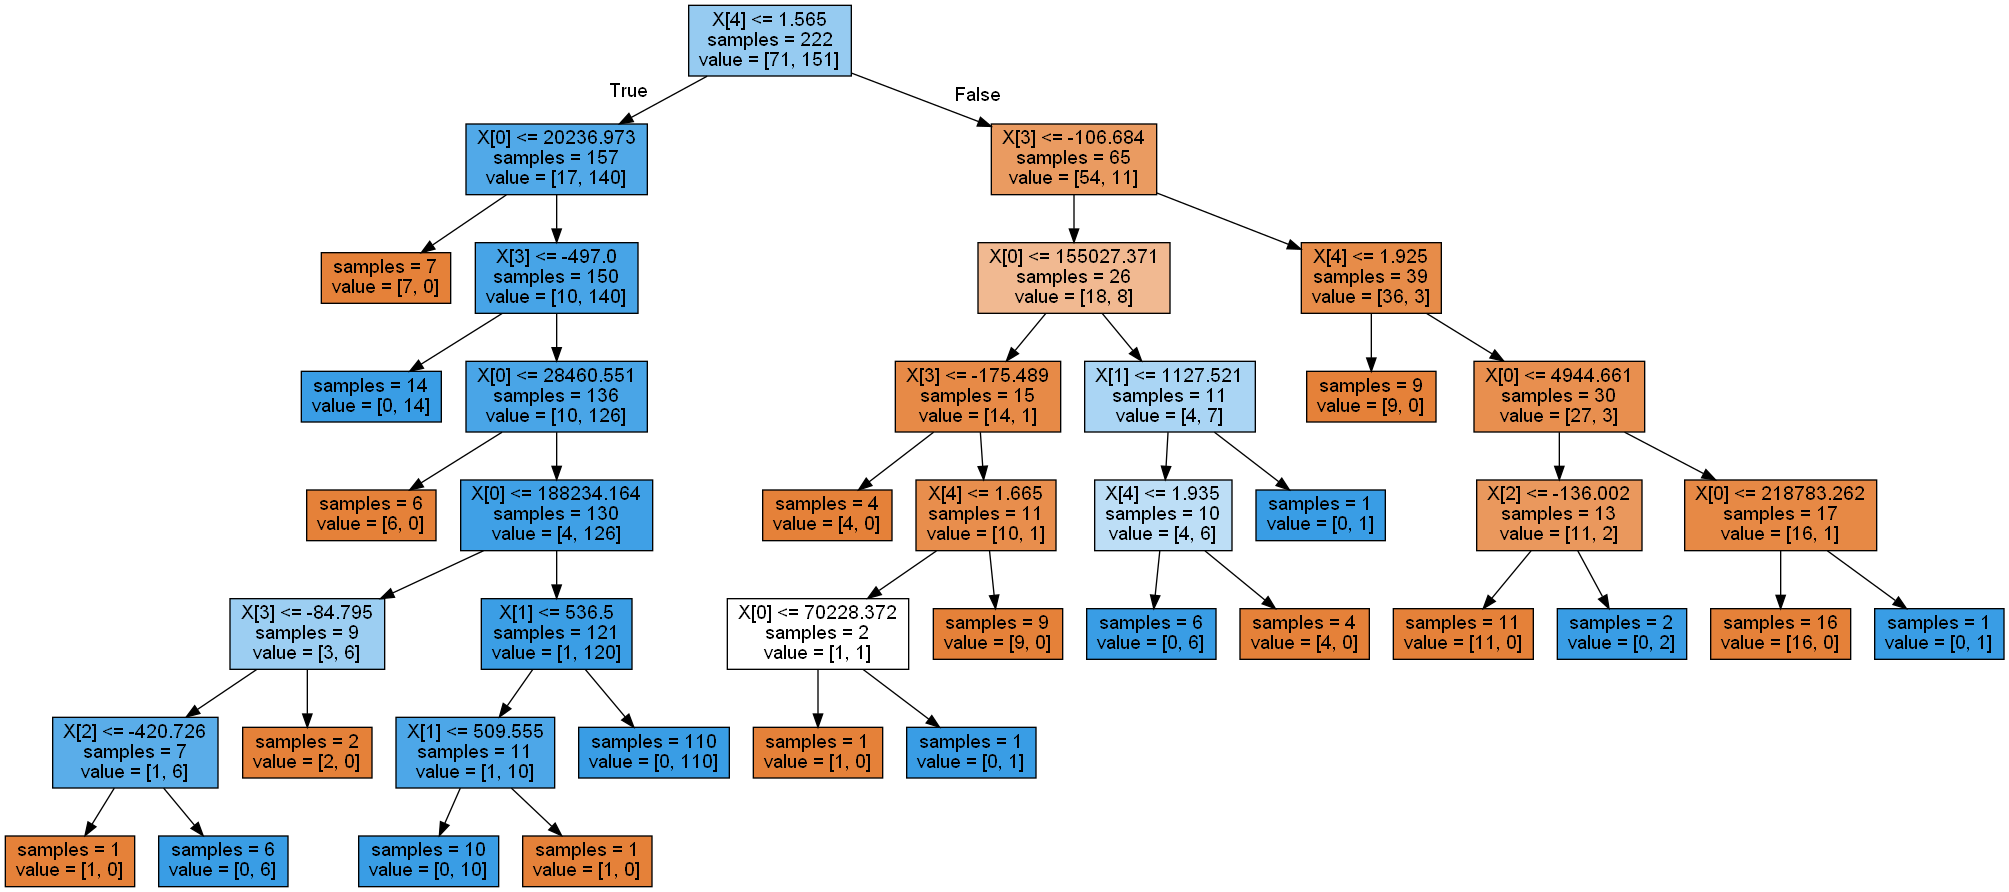 X[4] <= 1.565
samples = 222
value = [71, 151]
True
False
X[0] <= 20236.973
samples = 157
value = [17, 140]
X[3] <= -106.684
samples = 65
value = [54, 11]
samples = 7
value = [7, 0]
X[3] <= -497.0
samples = 150
value = [10, 140]
X[0] <= 155027.371
samples = 26
value = [18, 8]
X[4] <= 1.925
samples = 39
value = [36, 3]
samples = 14
value = [0, 14]
X[0] <= 28460.551
samples = 136
value = [10, 126]
X[3] <= -175.489
samples = 15
value = [14, 1]
X[1] <= 1127.521
samples = 11
value = [4, 7]
samples = 9
value = [9, 0]
X[0] <= 4944.661
samples = 30
value = [27, 3]
samples = 6
value = [6, 0]
X[0] <= 188234.164
samples = 130
value = [4, 126]
samples = 4
value = [4, 0]
X[4] <= 1.665
samples = 11
value = [10, 1]
X[4] <= 1.935
samples = 10
value = [4, 6]
samples = 1
value = [0, 1]
X[2] <= -136.002
samples = 13
value = [11, 2]
X[0] <= 218783.262
samples = 17
value = [16, 1]
X[3] <= -84.795
samples = 9
value = [3, 6]
X[1] <= 536.5
samples = 121
value = [1, 120]
X[0] <= 70228.372
samples = 2
value = [1, 1]
samples = 9
value = [9, 0]
samples = 6
value = [0, 6]
samples = 4
value = [4, 0]
samples = 11
value = [11, 0]
samples = 2
value = [0, 2]
samples = 16
value = [16, 0]
samples = 1
value = [0, 1]
X[2] <= -420.726
samples = 7
value = [1, 6]
samples = 2
value = [2, 0]
X[1] <= 509.555
samples = 11
value = [1, 10]
samples = 110
value = [0, 110]
samples = 1
value = [1, 0]
samples = 1
value = [0, 1]
samples = 1
value = [1, 0]
samples = 6
value = [0, 6]
samples = 10
value = [0, 10]
samples = 1
value = [1, 0]